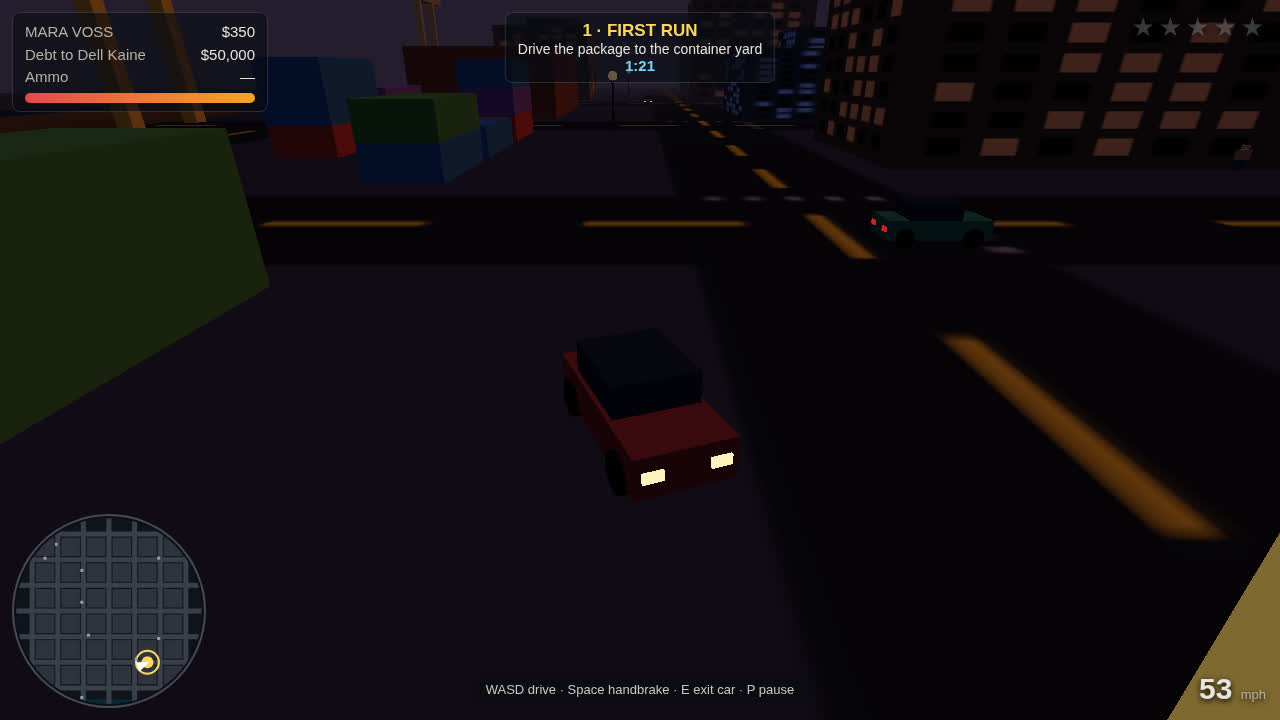 MARA VOSS $350
Debt to Dell Kaine $50,000
Ammo —
1 · FIRST RUN
Drive the package to the container yard
1:21
★★★★★
WASD drive · Space handbrake · E exit car · P pause
53 mph